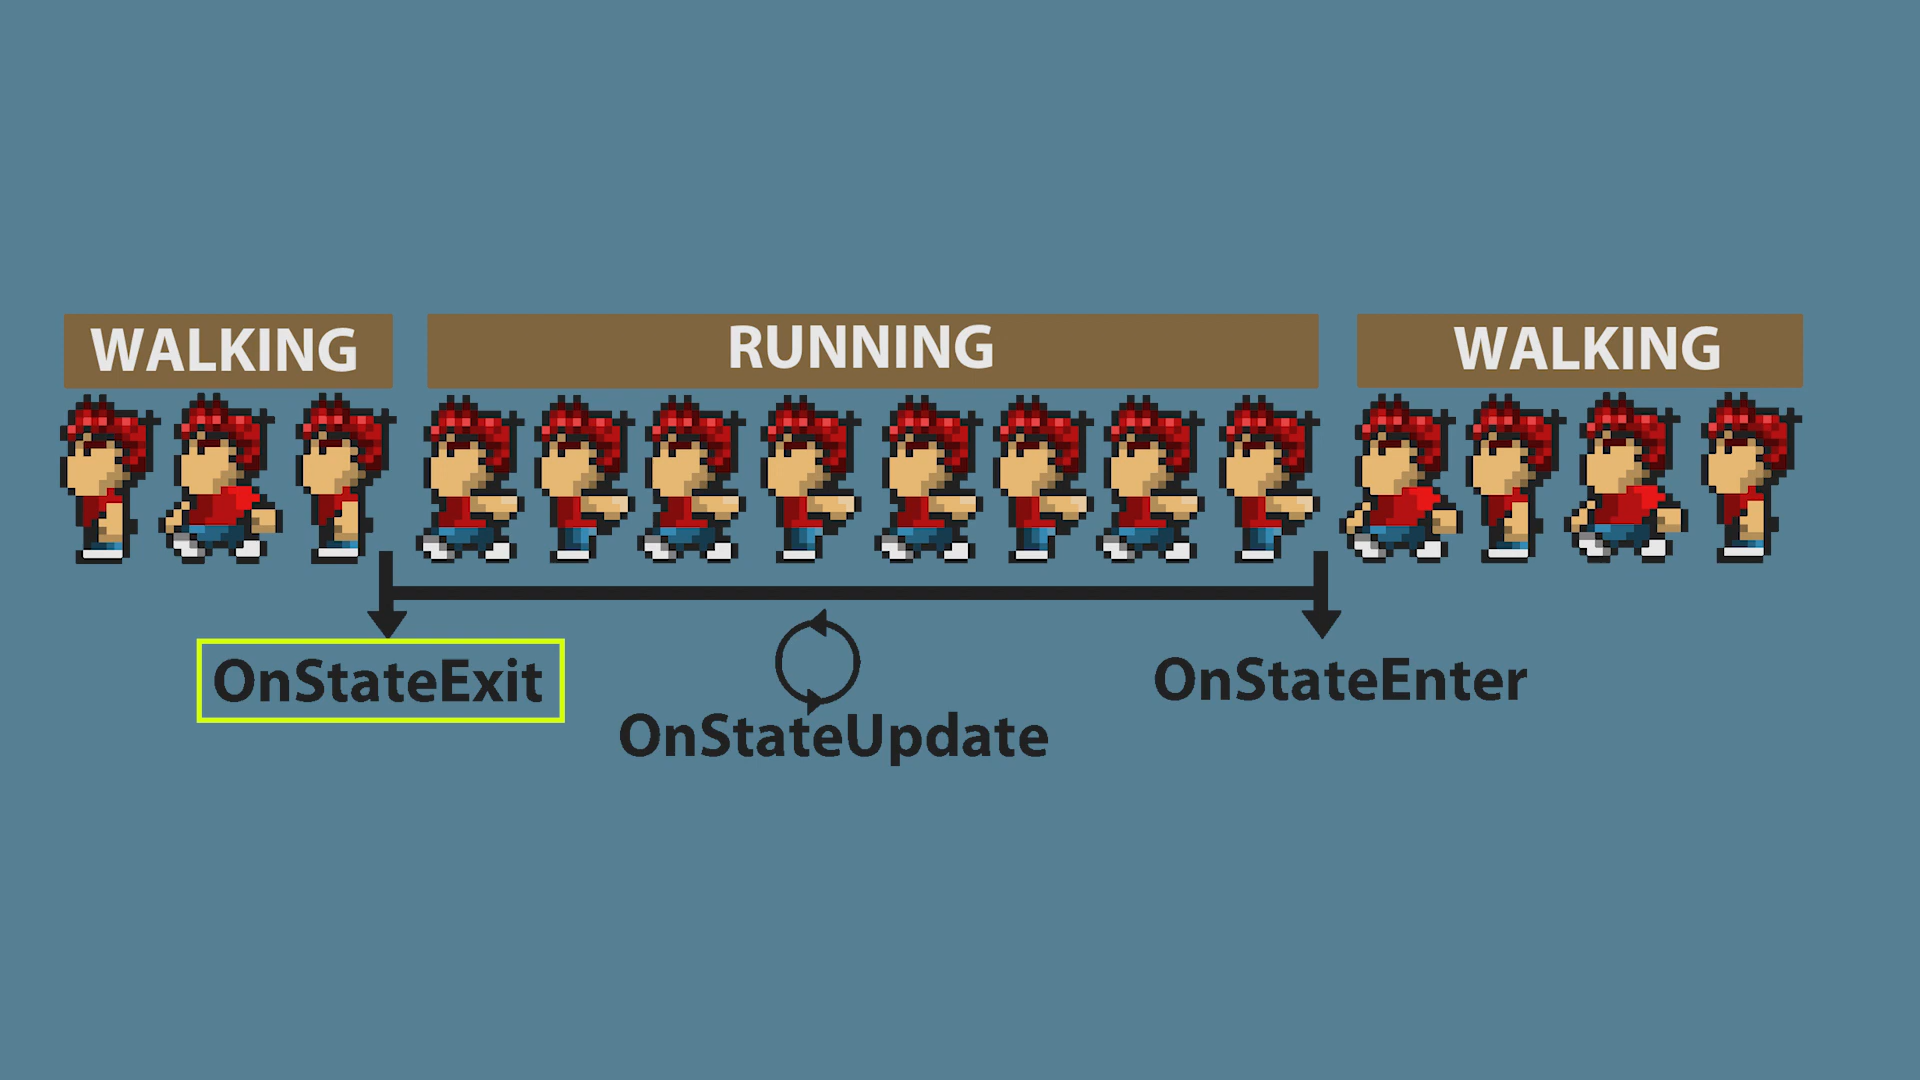 WALKING
RUNNING
WALKING
OnStateExit
OnStateUpdate
OnStateEnter